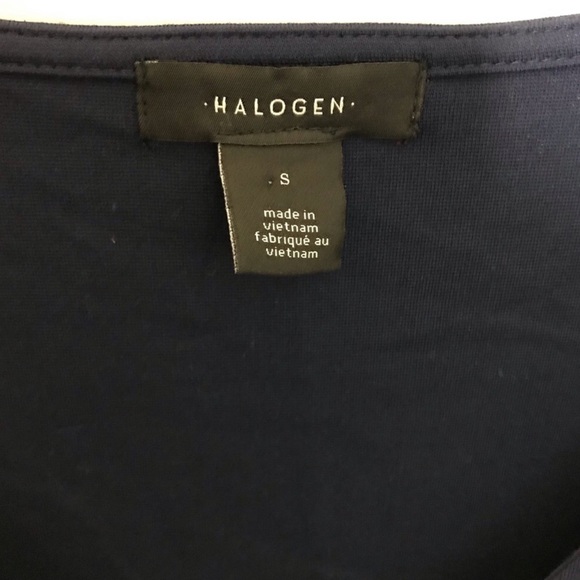 ·HALOGEN·
S
made in
vietnam
fabriqué au
vietnam